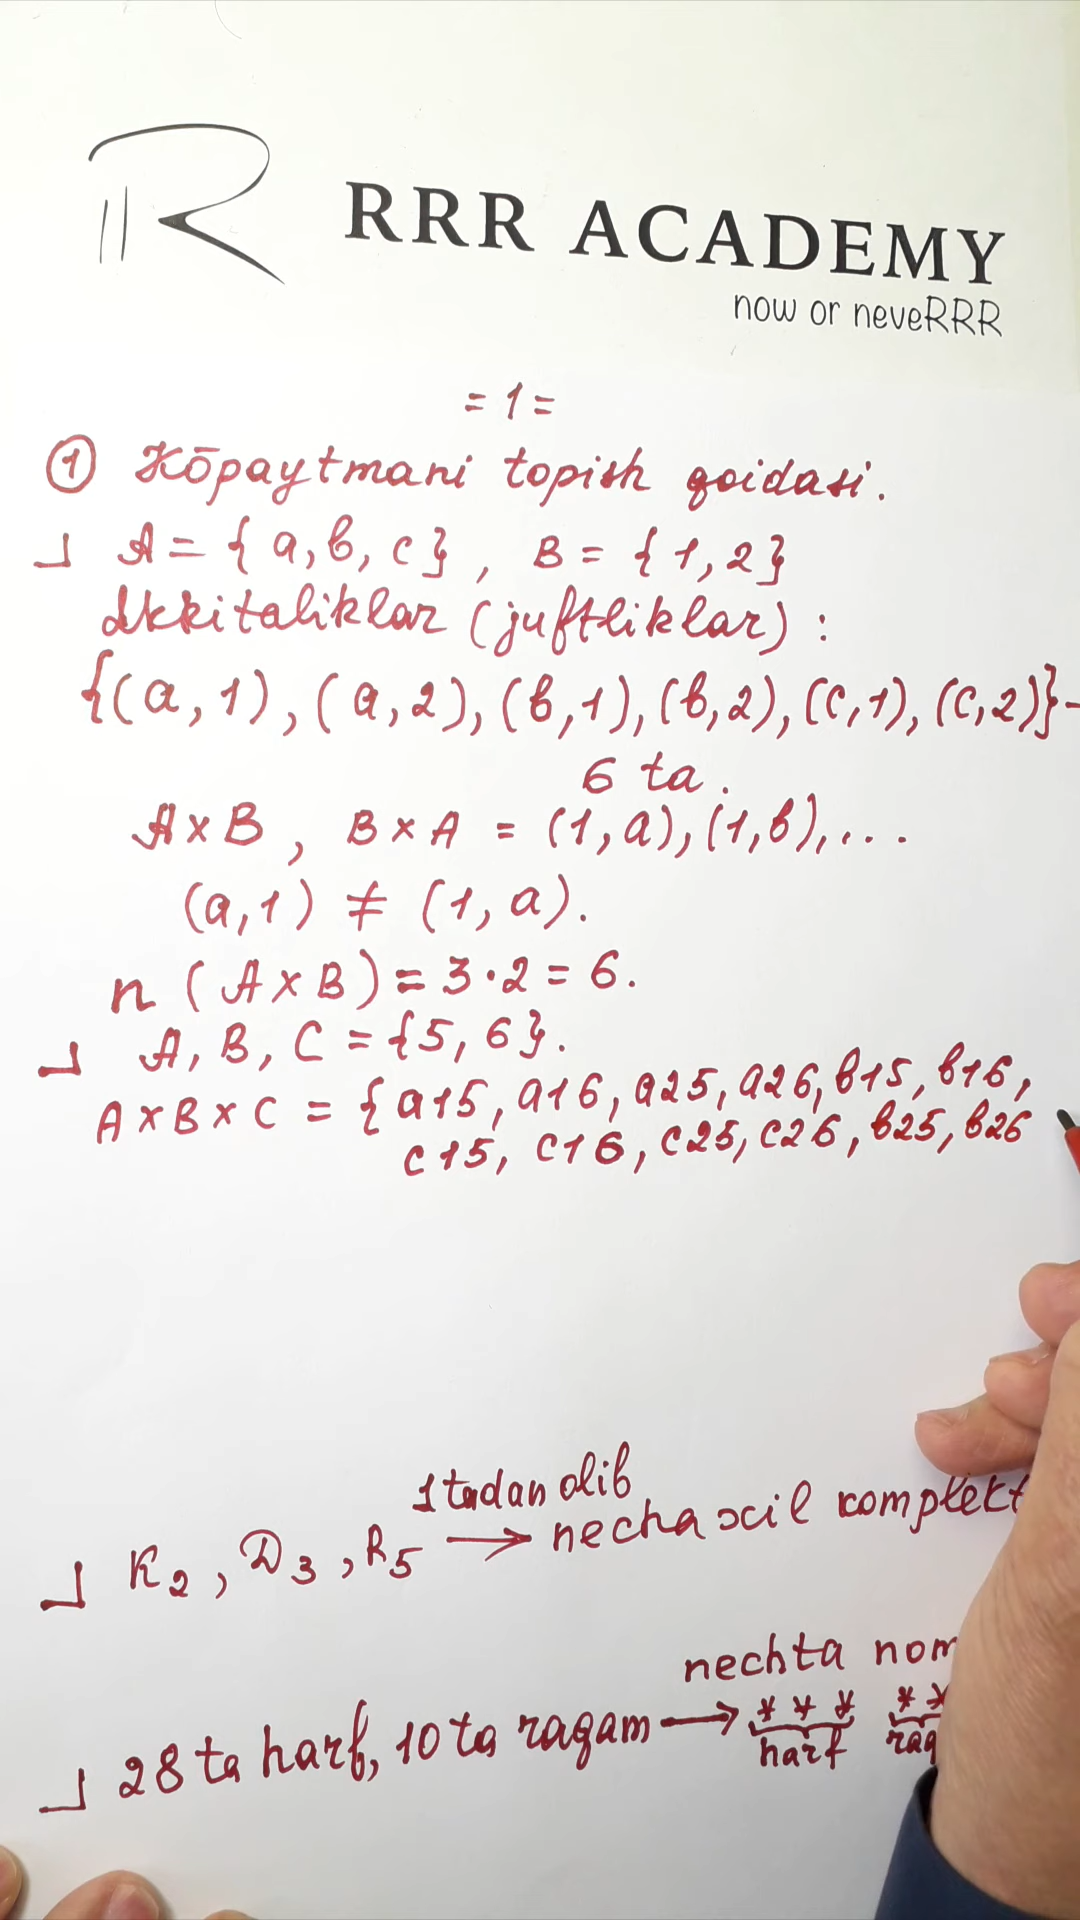 R RRR ACADEMY
now or neveRRR
= 1 =
① Kōpaytmani topish qoidasi.
⅃ A = { a, b, c } , B = { 1, 2 }
Ikkitaliklar (juftliklar) :
{(a, 1), (a, 2), (b, 1), (b, 2), (c, 1), (c, 2)} -
6 ta.
A × B , B × A = (1, a), (1, b), ...
(a, 1) ≠ (1, a).
n ( A × B ) = 3 · 2 = 6.
⅃ A, B, C = {5, 6}.
A × B × C = { a15, a16, a25, a26, b15, b16,
c15, c16, c25, c26, b25, b26
1 tadan olib
⅃ K₂ , D₃ , R₅ → necha xil komplekt
nechta nom
⅃ 28 ta harf, 10 ta raqam → * * * * *
harf raq